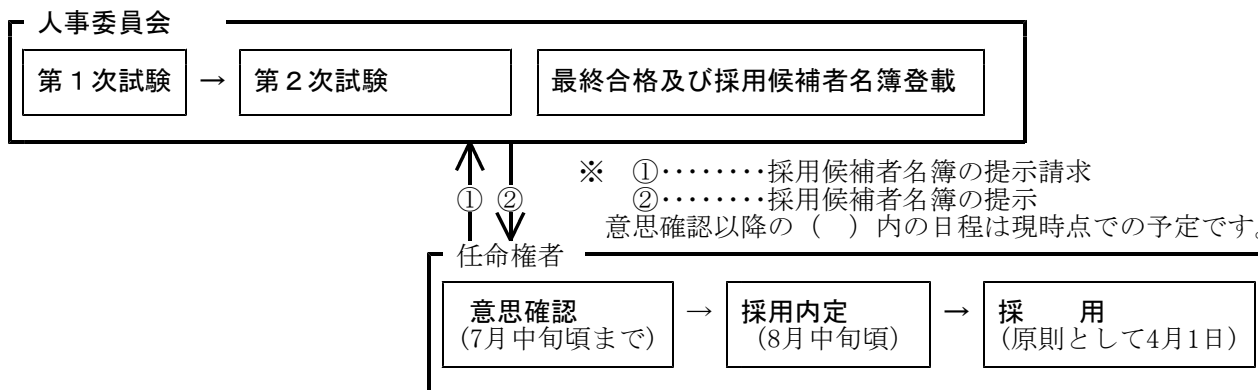 人事委員会
第1次試験 → 第2次試験 最終合格及び採用候補者名簿登載
※ ①‥‥‥‥採用候補者名簿の提示請求
① ② ②‥‥‥‥採用候補者名簿の提示
意思確認以降の( )内の日程は現時点での予定です。
任命権者
意思確認 → 採用内定 → 採 用
(7月中旬頃まで) (8月中旬頃) (原則として4月1日)